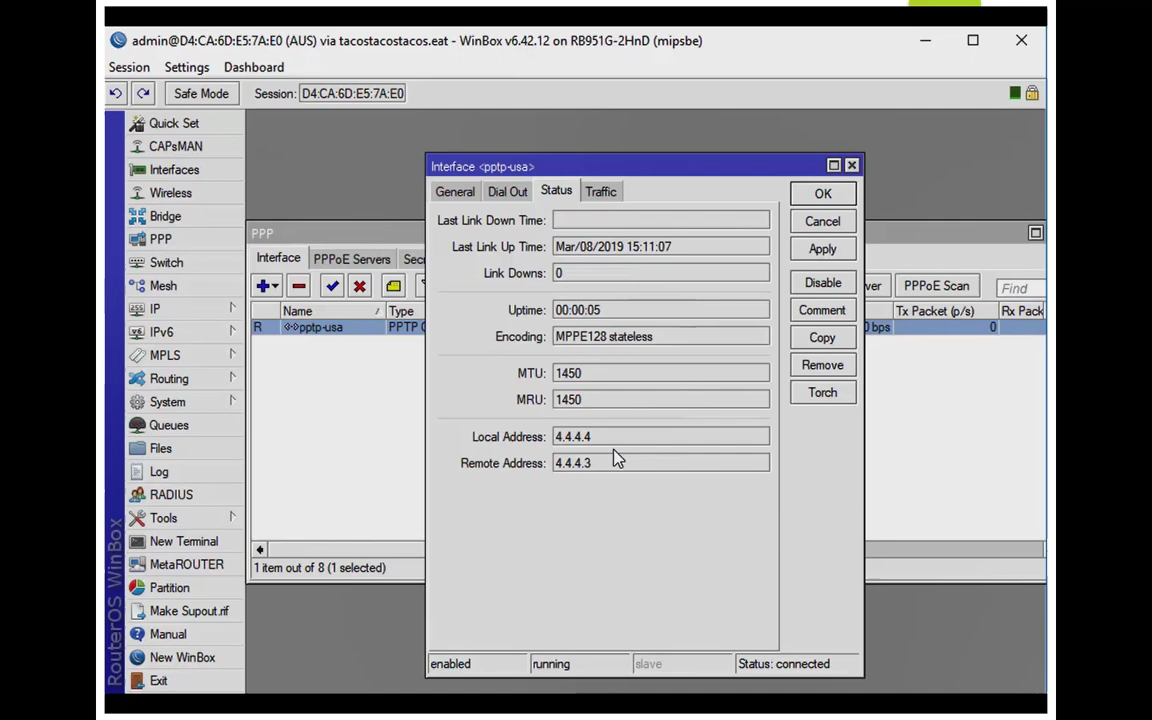 admin@D4:CA:6D:E5:7A:E0 (AUS) via tacostacostacos.eat - WinBox v6.42.12 on RB951G-2HnD (mipsbe)
Session Settings Dashboard
Safe Mode Session: D4:CA:6D:E5:7A:E0
Quick Set
CAPsMAN
Interfaces
Wireless
Bridge
PPP
Switch
Mesh
IP
IPv6
MPLS
Routing
System
Queues
Files
Log
RADIUS
Tools
New Terminal
MetaROUTER
Partition
Make Supout.rif
Manual
New WinBox
Exit
RouterOS WinBox
PPP
Interface PPPoE Servers
PPPoE Scan Find
Name Type Tx Packet (p/s)
R pptp-usa PPTP bps 0
1 item out of 8 (1 selected)
Interface <pptp-usa>
General Dial Out Status Traffic
Last Link Down Time:
Last Link Up Time: Mar/08/2019 15:11:07
Link Downs: 0
Uptime: 00:00:05
Encoding: MPPE128 stateless
MTU: 1450
MRU: 1450
Local Address: 4.4.4.4
Remote Address: 4.4.4.3
OK
Cancel
Apply
Disable
Comment
Copy
Remove
Torch
enabled running slave Status: connected